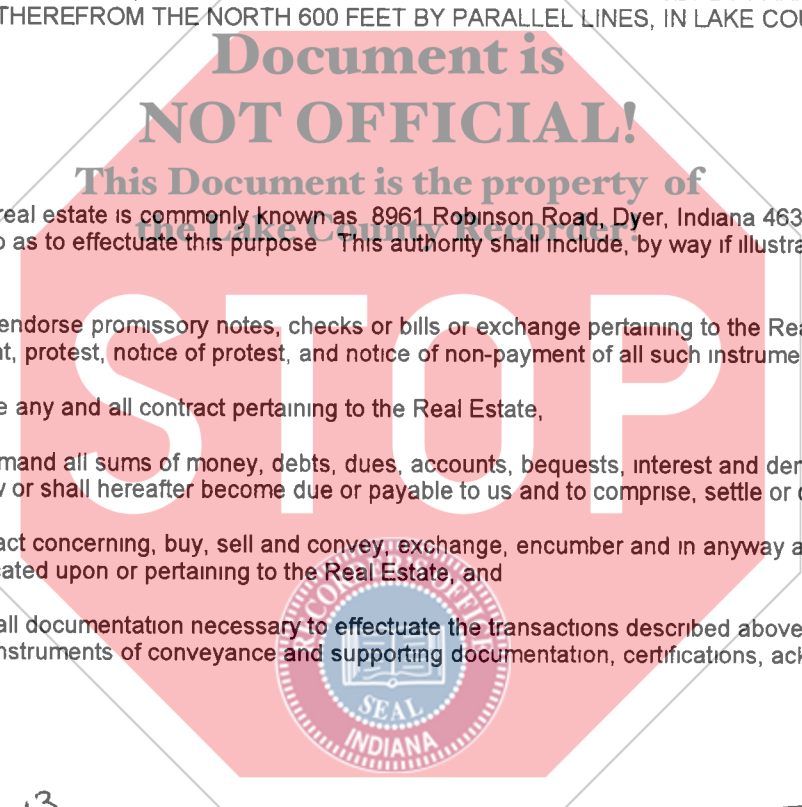 THEREFROM THE NORTH 600 FEET BY PARALLEL LINES, IN LAKE COU
Document is
NOT OFFICIAL!
This Document is the property of
the Lake County Recorder!
real estate is commonly known as 8961 Robinson Road, Dyer, Indiana 463
o as to effectuate this purpose This authority shall include, by way if illustra
STOP
endorse promissory notes, checks or bills or exchange pertaining to the Rea
nt, protest, notice of protest, and notice of non-payment of all such instrume
e any and all contract pertaining to the Real Estate,
mand all sums of money, debts, dues, accounts, bequests, interest and den
v or shall hereafter become due or payable to us and to comprise, settle or c
act concerning, buy, sell and convey, exchange, encumber and in anyway a
cated upon or pertaining to the Real Estate, and
all documentation necessary to effectuate the transactions described above
nstruments of conveyance and supporting documentation, certifications, ack
RECORDER'S OFFICE
SEAL
INDIANA